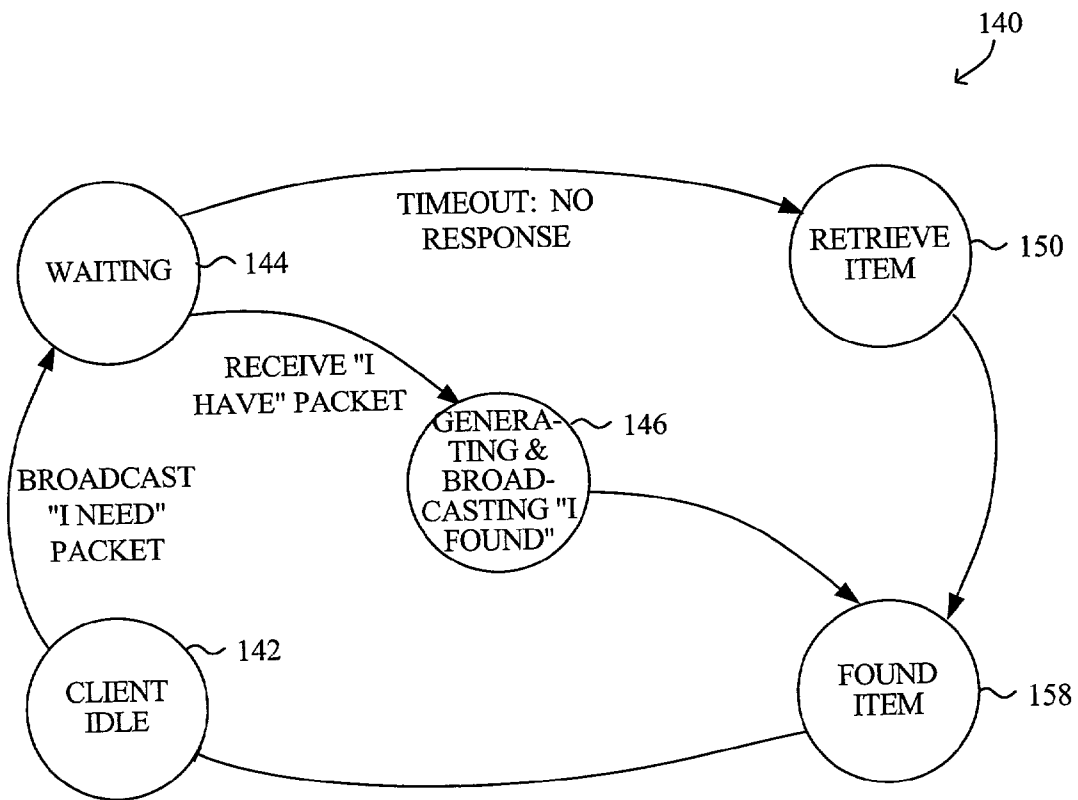 140
TIMEOUT: NO
RESPONSE
WAITING
144
RETRIEVE
ITEM
150
RECEIVE "I
HAVE" PACKET
GENERA-
TING &
BROAD-
CASTING "I
FOUND"
146
BROADCAST
"I NEED"
PACKET
142
CLIENT
IDLE
FOUND
ITEM
158